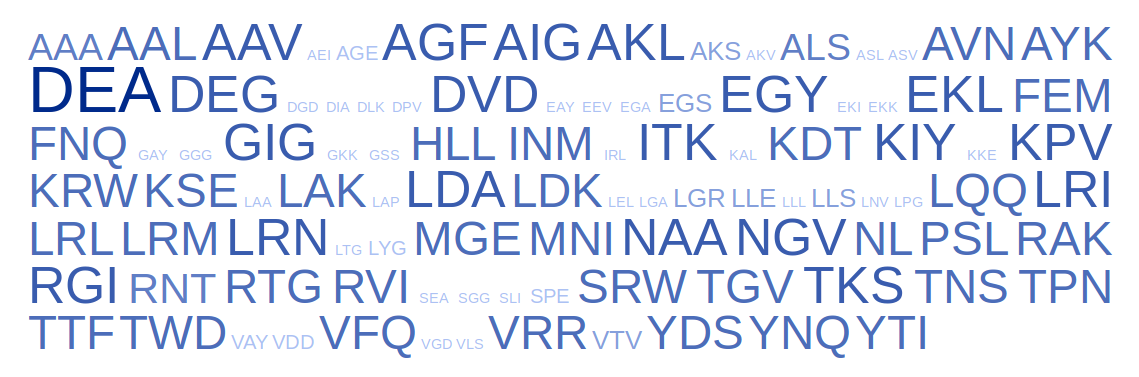 AAA AAL AAV AEI AGE AGF AIG AKL AKS AKV ALS ASL ASV AVN AYK
DEA DEG DGD DIA DLK DPV DVD EAY EEV EGA EGS EGY EKI EKK EKL FEM
FNQ GAY GGG GIG GKK GSS HLL INM IRL ITK KAL KDT KIY KKE KPV
KRW KSE LAA LAK LAP LDA LDK LEL LGA LGR LLE LLL LLS LNV LPG LQQ LRI
LRL LRM LRN LTG LYG MGE MNI NAA NGV NL PSL RAK
RGI RNT RTG RVI SEA SGG SLI SPE SRW TGV TKS TNS TPN
TTF TWD VAY VDD VFQ VGD VLS VRR VTV YDS YNQ YTI